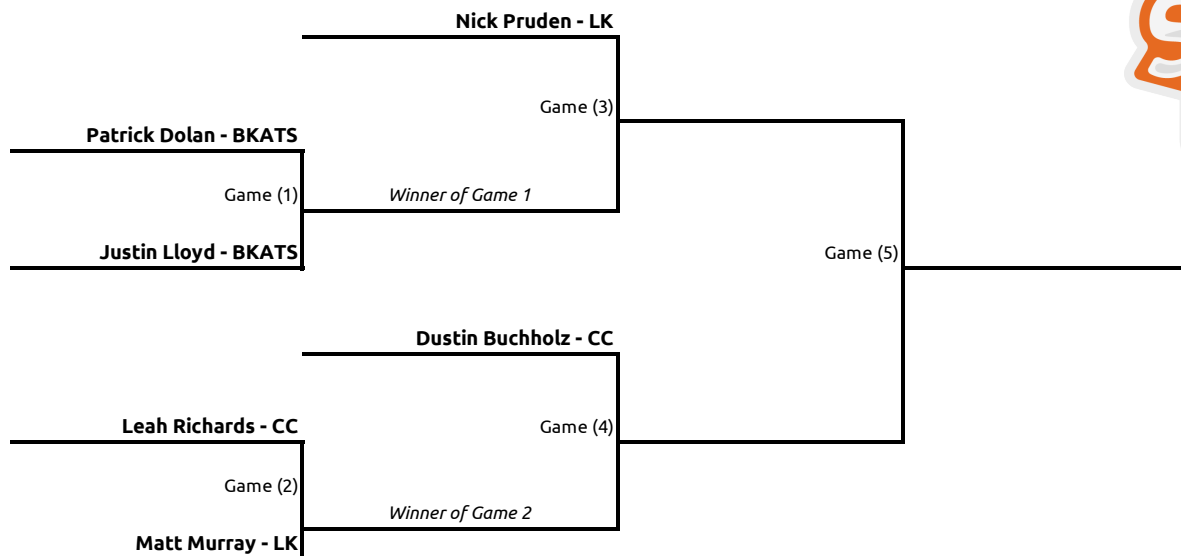 Nick Pruden - LK
Game (3)
Patrick Dolan - BKATS
Game (1)
Winner of Game 1
Justin Lloyd - BKATS
Game (5)
Dustin Buchholz - CC
Leah Richards - CC
Game (4)
Game (2)
Winner of Game 2
Matt Murray - LK